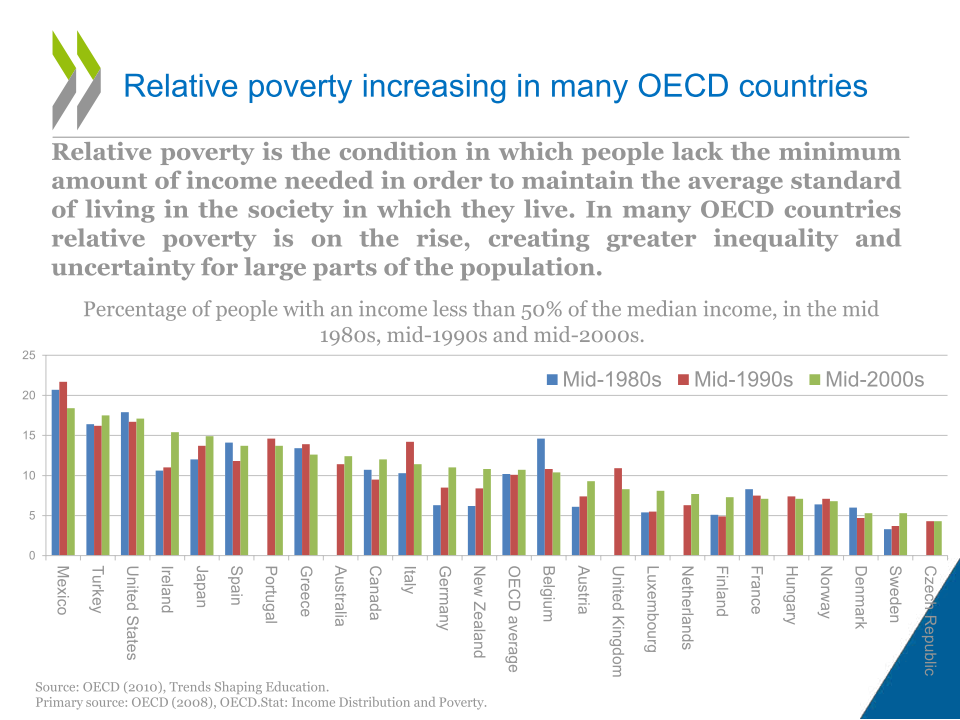 Relative poverty increasing in many OECD countries
Relative poverty is the condition in which people lack the minimum
amount of income needed in order to maintain the average standard
of living in the society in which they live. In many OECD countries
relative poverty is on the rise, creating greater inequality and
uncertainty for large parts of the population.
Percentage of people with an income less than 50% of the median income, in the mid
1980s, mid-1990s and mid-2000s.
25
Mid-1980s Mid-1990s Mid-2000s
20
15
10
5
0
Mexico
Turkey
United States
Ireland
Japan
Spain
Portugal
Greece
Australia
Canada
Italy
Germany
New Zealand
OECD average
Belgium
Austria
United Kingdom
Luxembourg
Netherlands
Finland
France
Hungary
Norway
Denmark
Sweden
Czech Republic
Source: OECD (2010), Trends Shaping Education.
Primary source: OECD (2008), OECD.Stat: Income Distribution and Poverty.